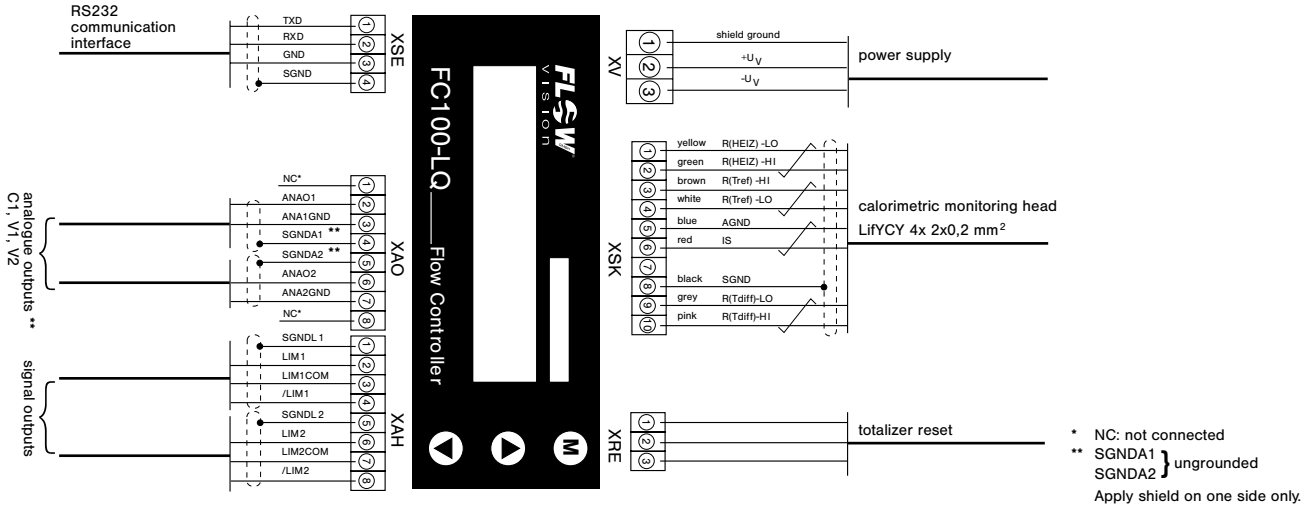 RS232
communication
interface
TXD
RXD
GND
SGND
1
2
3
4
XSE
analogue outputs **
C1, V1, V2
NC*
ANAO1
ANA1GND
SGNDA1 **
SGNDA2 **
ANAO2
ANA2GND
NC*
1
2
3
4
5
6
7
8
XAO
signal outputs
SGNDL1
LIM1
LIM1COM
/LIM1
SGNDL2
LIM2
LIM2COM
/LIM2
1
2
3
4
5
6
7
8
XAH
FLOW
VISION
FC100-LQ___Flow Controller
M
XV
1
2
3
shield ground
+UV
-UV
power supply
XSK
1
2
3
4
5
6
7
8
9
10
yellow R(HEIZ) -LO
green R(HEIZ) -HI
brown R(Tref) -HI
white R(Tref) -LO
blue AGND
red IS
black SGND
grey R(Tdiff)-LO
pink R(Tdiff)-HI
calorimetric monitoring head
LifYCY 4x 2x0,2 mm²
XRE
1
2
3
totalizer reset
* NC: not connected
** SGNDA1
SGNDA2 } ungrounded
Apply shield on one side only.